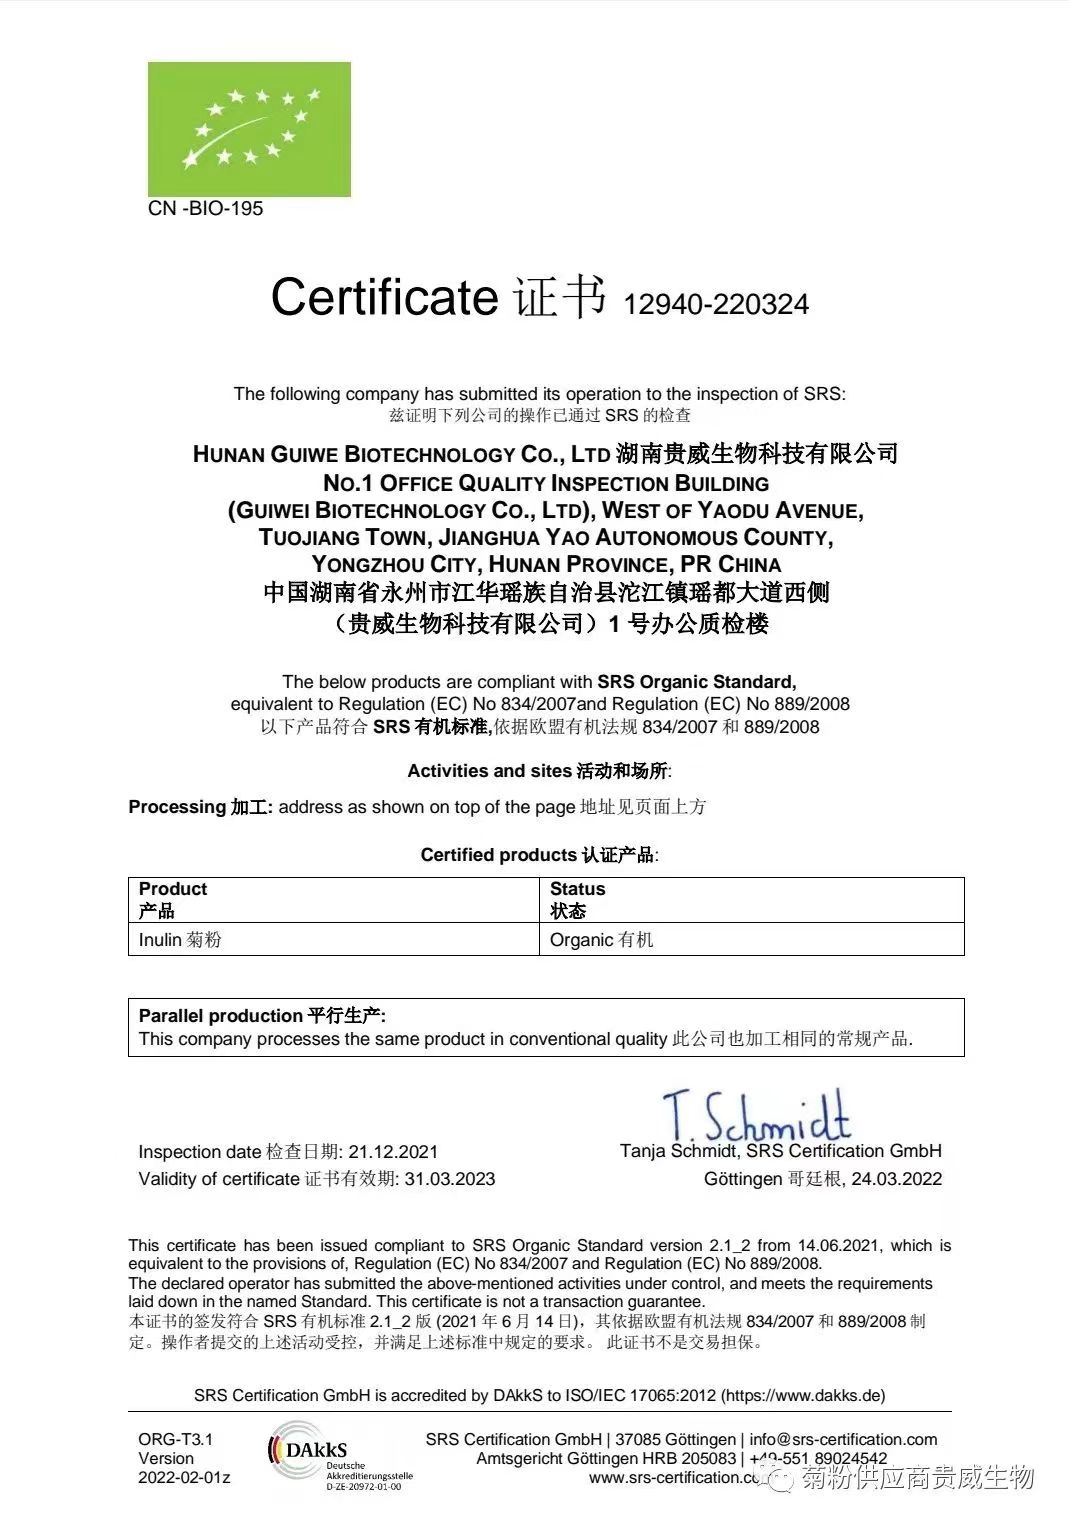 CN -BIO-195
Certificate 证书 12940-220324
The following company has submitted its operation to the inspection of SRS:
兹证明下列公司的操作已通过 SRS 的检查
HUNAN GUIWE BIOTECHNOLOGY CO., LTD 湖南贵威生物科技有限公司
NO.1 OFFICE QUALITY INSPECTION BUILDING
(GUIWEI BIOTECHNOLOGY CO., LTD), WEST OF YAODU AVENUE,
TUOJIANG TOWN, JIANGHUA YAO AUTONOMOUS COUNTY,
YONGZHOU CITY, HUNAN PROVINCE, PR CHINA
中国湖南省永州市江华瑶族自治县沱江镇瑶都大道西侧
（贵威生物科技有限公司）1 号办公质检楼
The below products are compliant with SRS Organic Standard,
equivalent to Regulation (EC) No 834/2007and Regulation (EC) No 889/2008
以下产品符合 SRS 有机标准,依据欧盟有机法规 834/2007 和 889/2008
Activities and sites 活动和场所:
Processing 加工: address as shown on top of the page 地址见页面上方
Certified products 认证产品:
Product Status
产品 状态
Inulin 菊粉 Organic 有机
Parallel production 平行生产:
This company processes the same product in conventional quality 此公司也加工相同的常规产品.
T. Schmidt
Inspection date 检查日期: 21.12.2021 Tanja Schmidt, SRS Certification GmbH
Validity of certificate 证书有效期: 31.03.2023 Göttingen 哥廷根, 24.03.2022
This certificate has been issued compliant to SRS Organic Standard version 2.1_2 from 14.06.2021, which is
equivalent to the provisions of, Regulation (EC) No 834/2007 and Regulation (EC) No 889/2008.
The declared operator has submitted the above-mentioned activities under control, and meets the requirements
laid down in the named Standard. This certificate is not a transaction guarantee.
本证书的签发符合 SRS 有机标准 2.1_2 版 (2021 年 6 月 14 日)，其依据欧盟有机法规 834/2007 和 889/2008 制
定。操作者提交的上述活动受控，并满足上述标准中规定的要求。 此证书不是交易担保。
SRS Certification GmbH is accredited by DAkkS to ISO/IEC 17065:2012 (https://www.dakks.de)
ORG-T3.1
Version
2022-02-01z
DAkkS
Deutsche
Akkreditierungsstelle
D-ZE-20972-01-00
SRS Certification GmbH | 37085 Göttingen | info@srs-certification.com
Amtsgericht Göttingen HRB 205083 | +49-551 89024542
www.srs-certification.co
菊粉供应商贵威生物